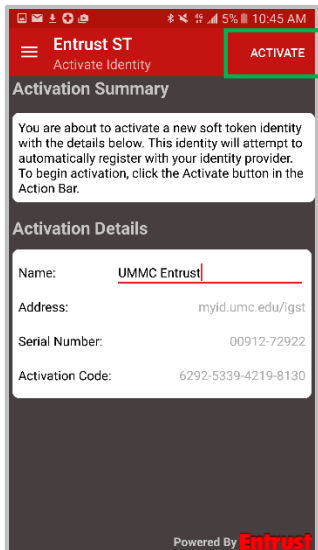 5% 10:45 AM
Entrust ST
Activate Identity
ACTIVATE
Activation Summary
You are about to activate a new soft token identity
with the details below. This identity will attempt to
automatically register with your identity provider.
To begin activation, click the Activate button in the
Action Bar.
Activation Details
Name: UMMC Entrust
Address: myid.umc.edu/igst
Serial Number: 00912-72922
Activation Code: 6292-5339-4219-8130
Powered By Entrust